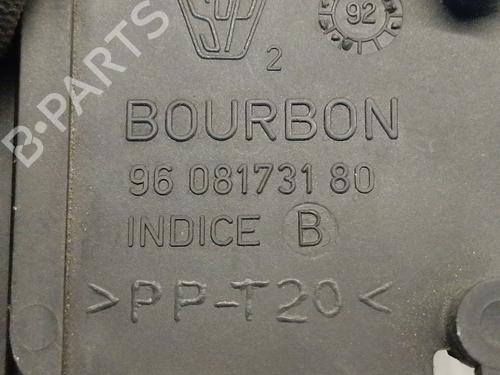 92
2
BOURBON
96 081731 80
INDICE B
>PP-T20<
B-PARTS